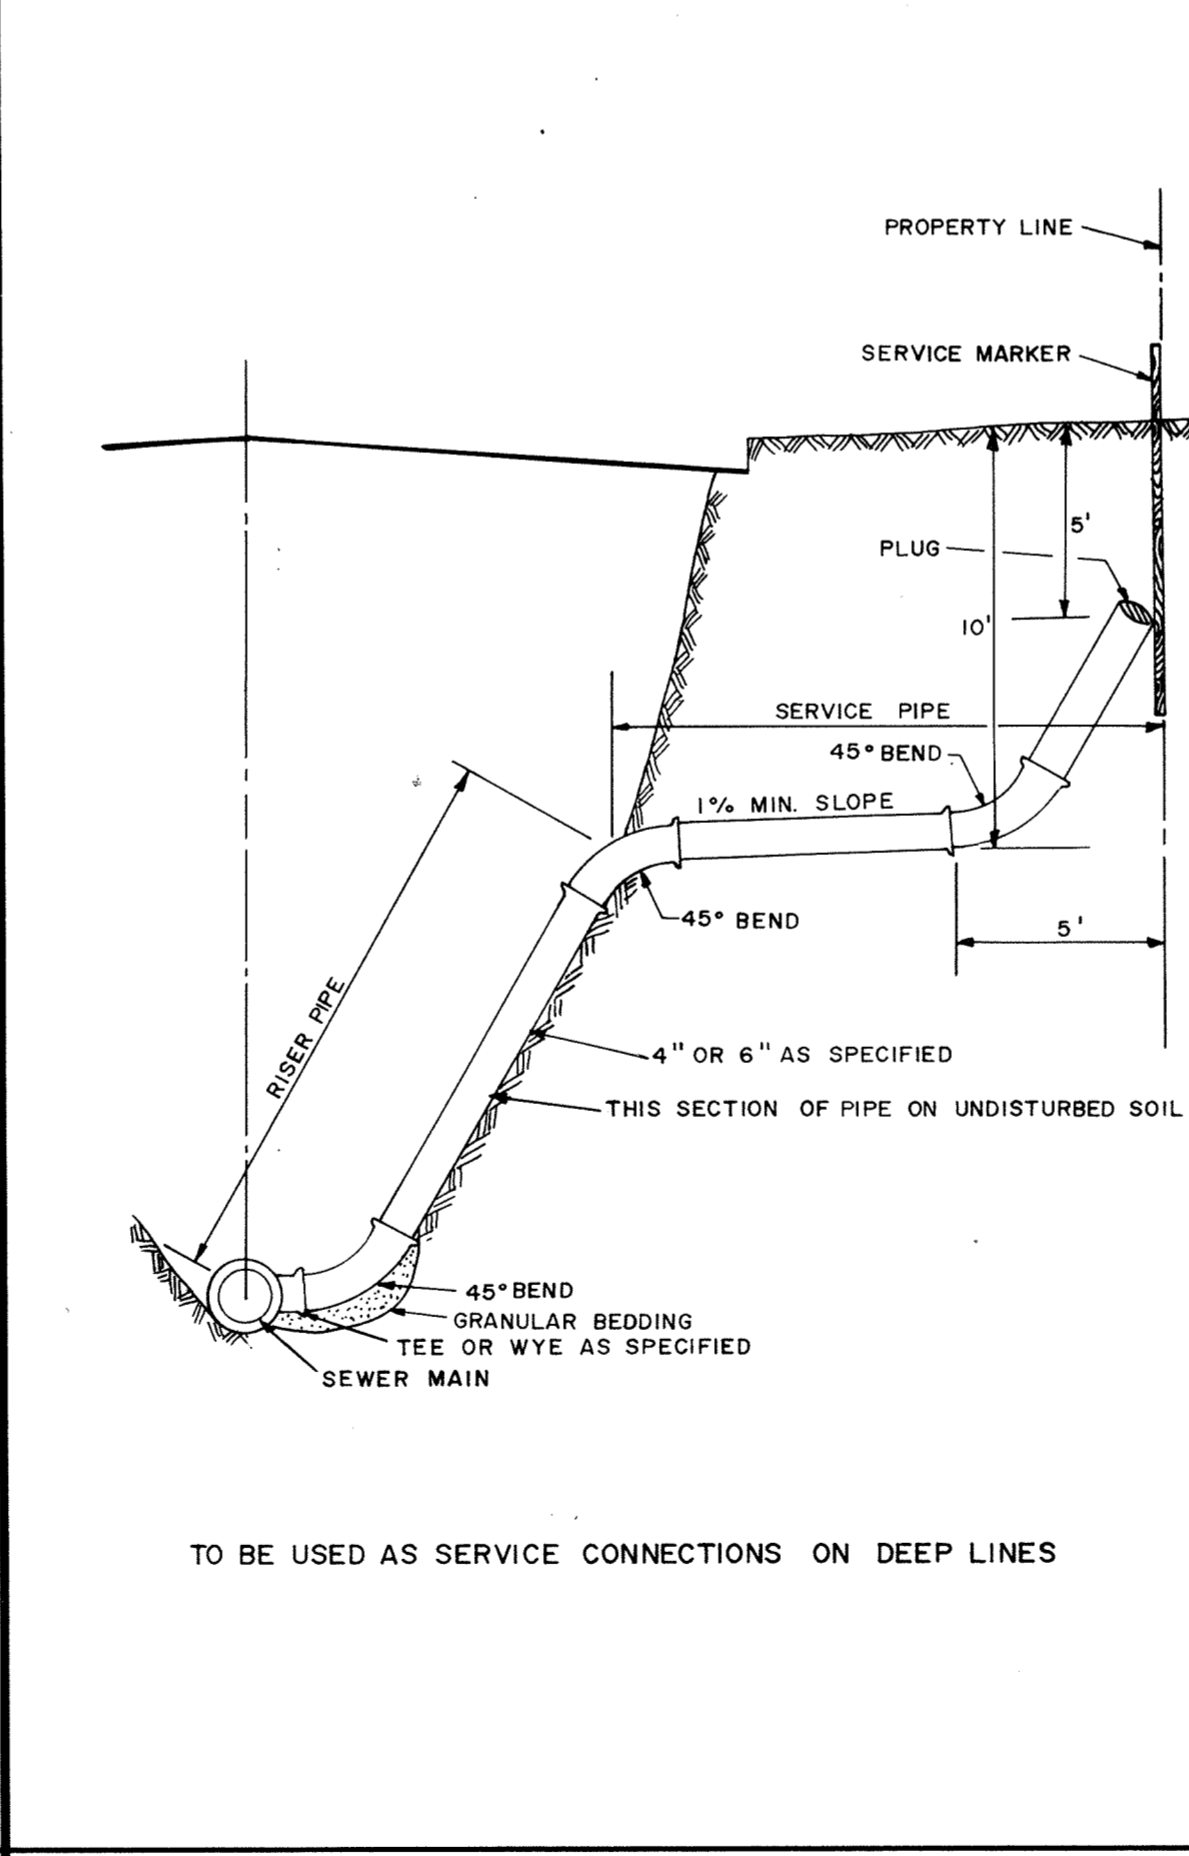 PROPERTY LINE
SERVICE MARKER
5'
PLUG
10'
SERVICE PIPE
45° BEND
1% MIN. SLOPE
45° BEND
5'
RISER PIPE
4" OR 6" AS SPECIFIED
THIS SECTION OF PIPE ON UNDISTURBED SOIL
45° BEND
GRANULAR BEDDING
TEE OR WYE AS SPECIFIED
SEWER MAIN
TO BE USED AS SERVICE CONNECTIONS ON DEEP LINES